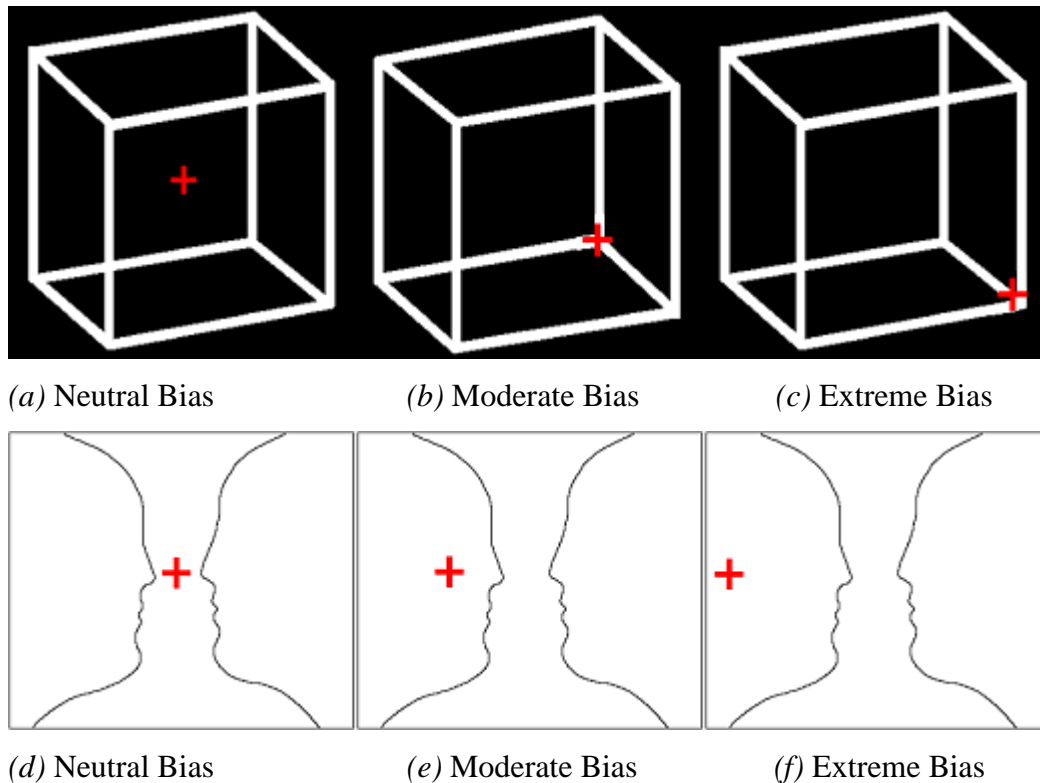 (a) Neutral Bias (b) Moderate Bias (c) Extreme Bias
(d) Neutral Bias (e) Moderate Bias (f) Extreme Bias